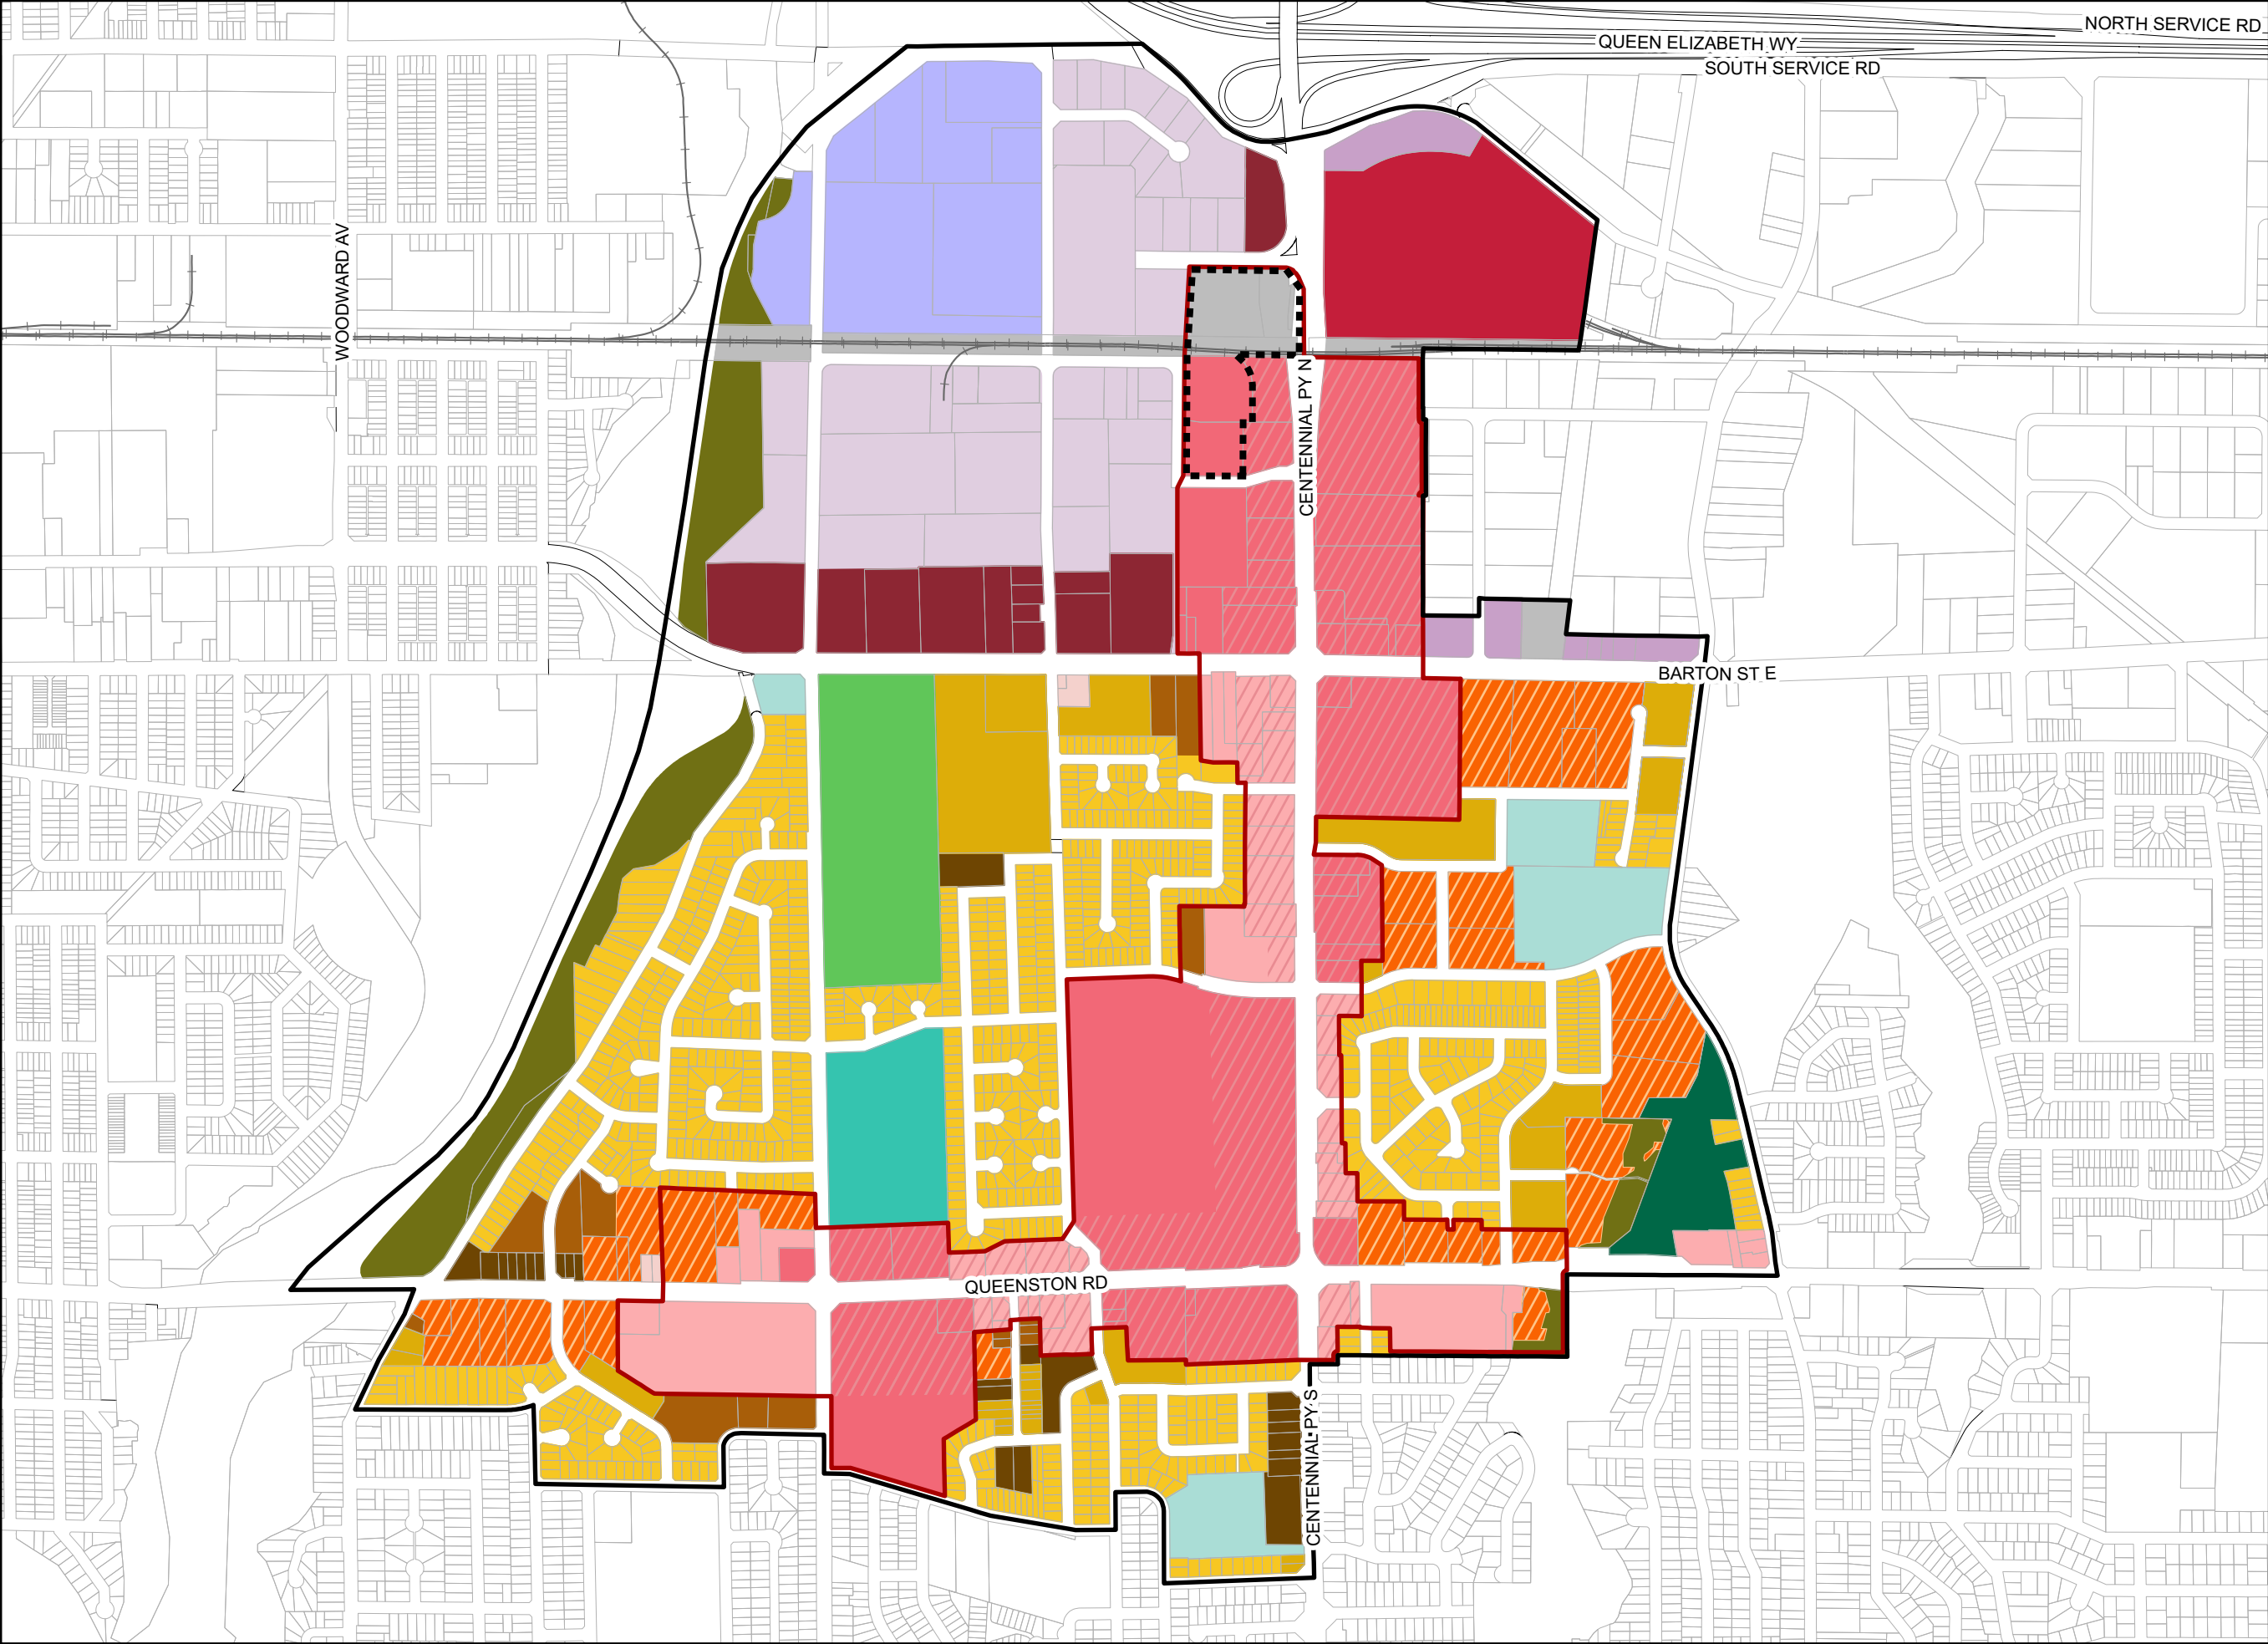 NORTH SERVICE RD
QUEEN ELIZABETH WY
SOUTH SERVICE RD
WOODWARD AV
CENTENNIAL PY N
BARTON ST E
QUEENSTON RD
CENTENNIAL PY S